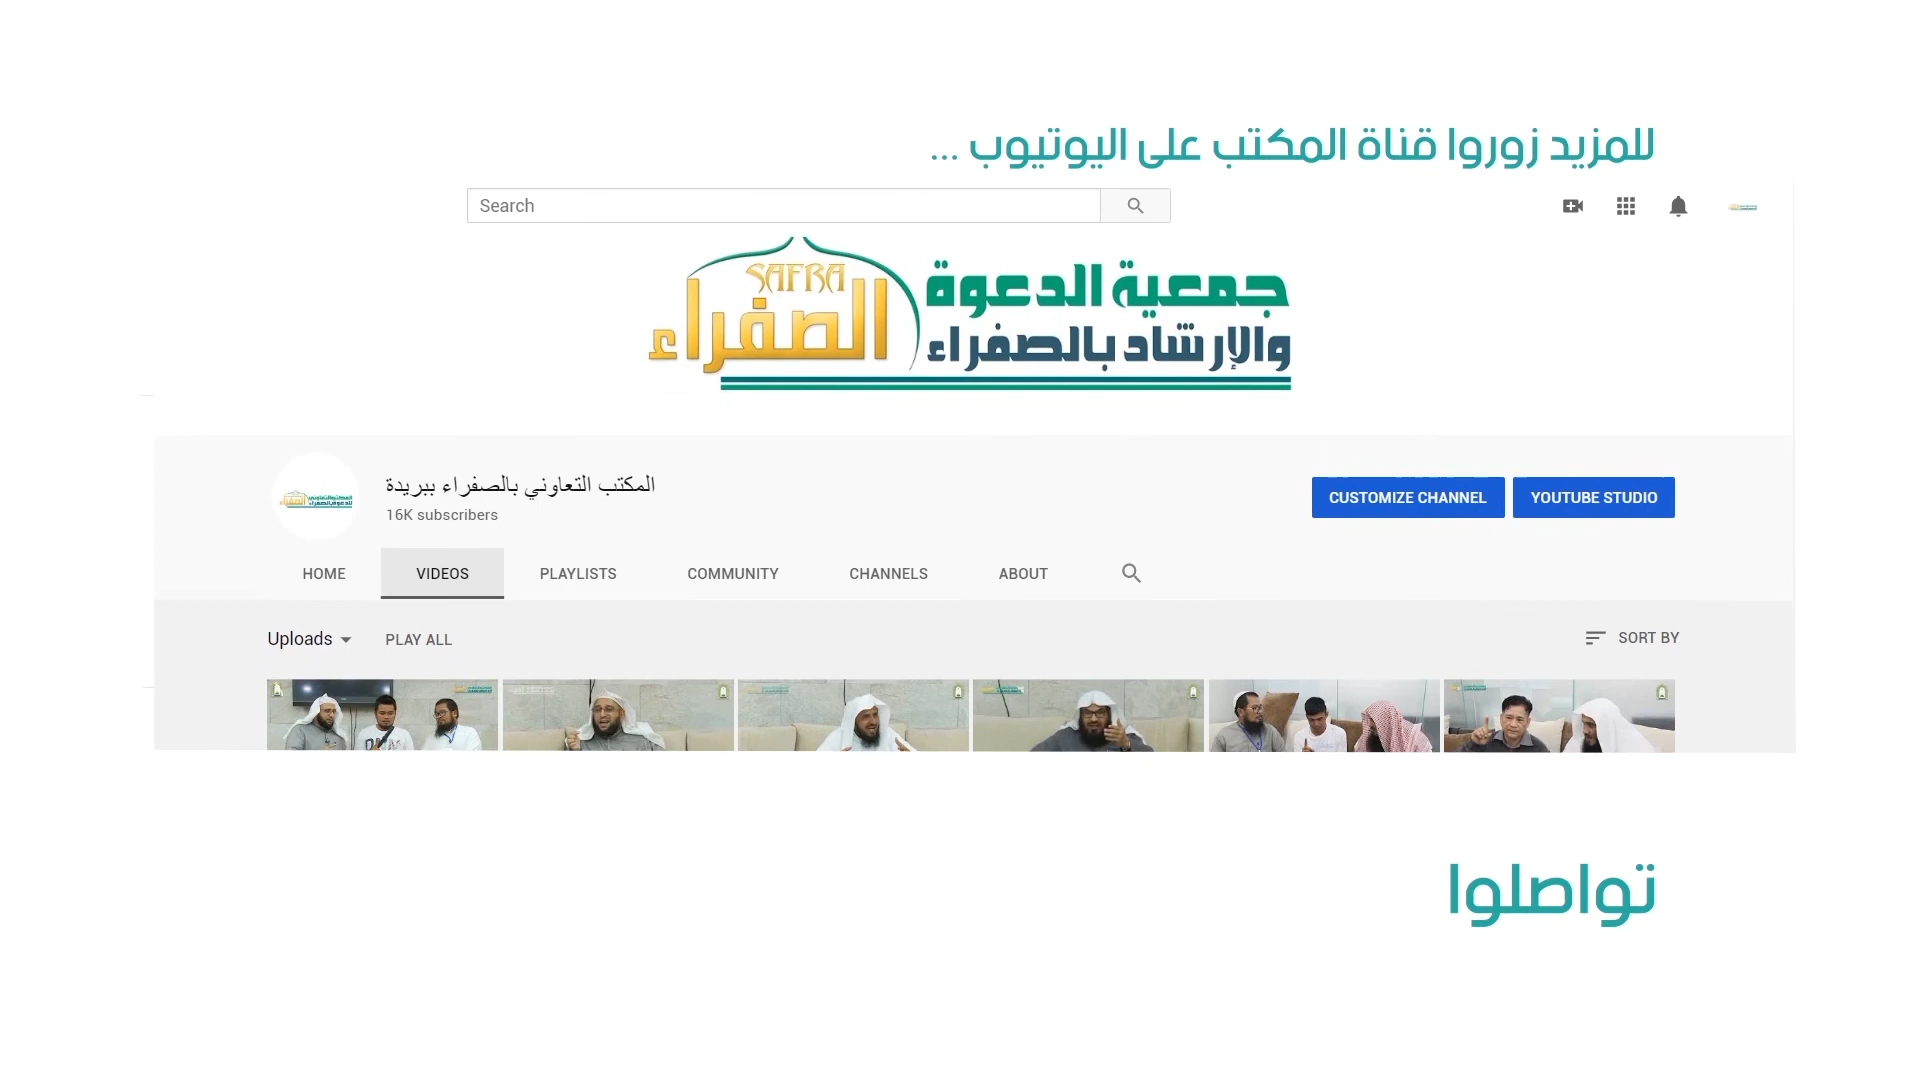 للمزيد زوروا قناة المكتب على اليوتيوب ...
Search
SAFRA
الصفراء
جمعية الدعوة
والإرشاد بالصفراء
المكتب التعاوني بالصفراء ببريدة
16K subscribers
CUSTOMIZE CHANNEL
YOUTUBE STUDIO
HOME
VIDEOS
PLAYLISTS
COMMUNITY
CHANNELS
ABOUT
Uploads
PLAY ALL
SORT BY
تواصلوا